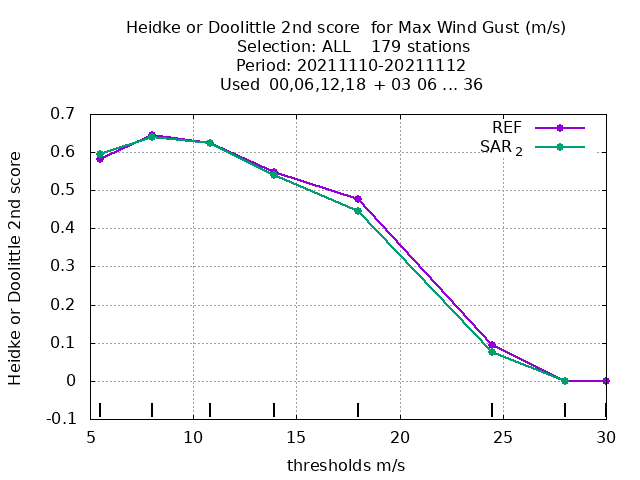 Heidke or Doolittle 2nd score  for Max Wind Gust (m/s)
Selection: ALL    179 stations
Period: 20211110-20211112
Used  00,06,12,18  + 03 06 ... 36
REF
SAR 2
0.7
0.6
0.5
0.4
0.3
0.2
0.1
0
-0.1
Heidke or Doolittle 2nd score
5 10 15 20 25 30
thresholds m/s